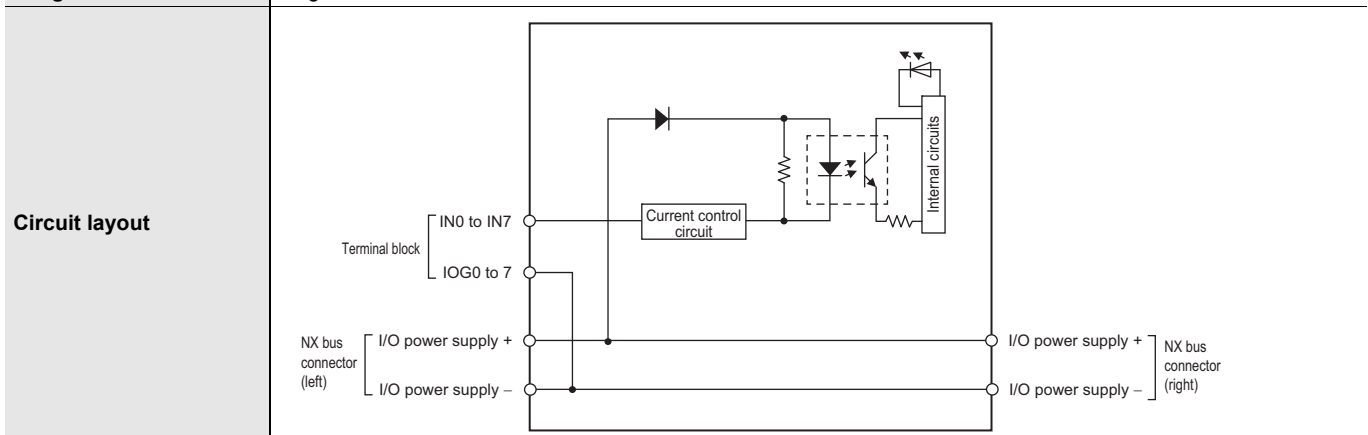 Circuit layout
Terminal block
IN0 to IN7
IOG0 to 7
Current control
circuit
Internal circuits
NX bus
connector
(left)
I/O power supply +
I/O power supply –
I/O power supply +
I/O power supply –
NX bus
connector
(right)